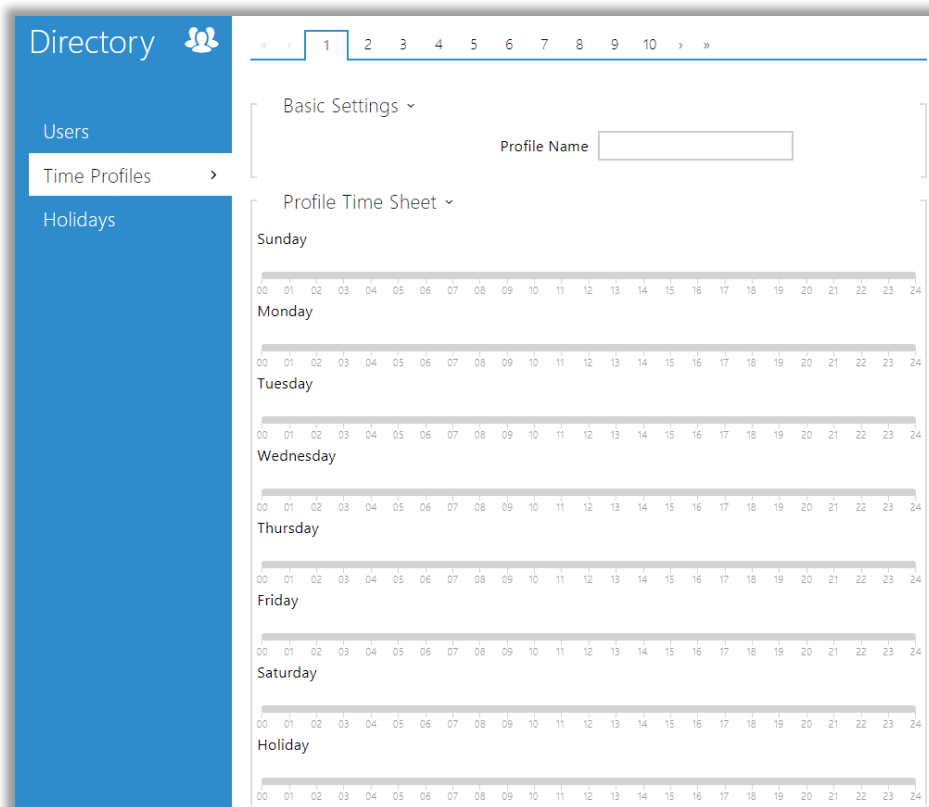 Directory
« ‹ 1 2 3 4 5 6 7 8 9 10 › »
Users
Time Profiles ›
Holidays
Basic Settings
Profile Name
Profile Time Sheet
Sunday
00 01 02 03 04 05 06 07 08 09 10 11 12 13 14 15 16 17 18 19 20 21 22 23 24
Monday
00 01 02 03 04 05 06 07 08 09 10 11 12 13 14 15 16 17 18 19 20 21 22 23 24
Tuesday
00 01 02 03 04 05 06 07 08 09 10 11 12 13 14 15 16 17 18 19 20 21 22 23 24
Wednesday
00 01 02 03 04 05 06 07 08 09 10 11 12 13 14 15 16 17 18 19 20 21 22 23 24
Thursday
00 01 02 03 04 05 06 07 08 09 10 11 12 13 14 15 16 17 18 19 20 21 22 23 24
Friday
00 01 02 03 04 05 06 07 08 09 10 11 12 13 14 15 16 17 18 19 20 21 22 23 24
Saturday
00 01 02 03 04 05 06 07 08 09 10 11 12 13 14 15 16 17 18 19 20 21 22 23 24
Holiday
00 01 02 03 04 05 06 07 08 09 10 11 12 13 14 15 16 17 18 19 20 21 22 23 24